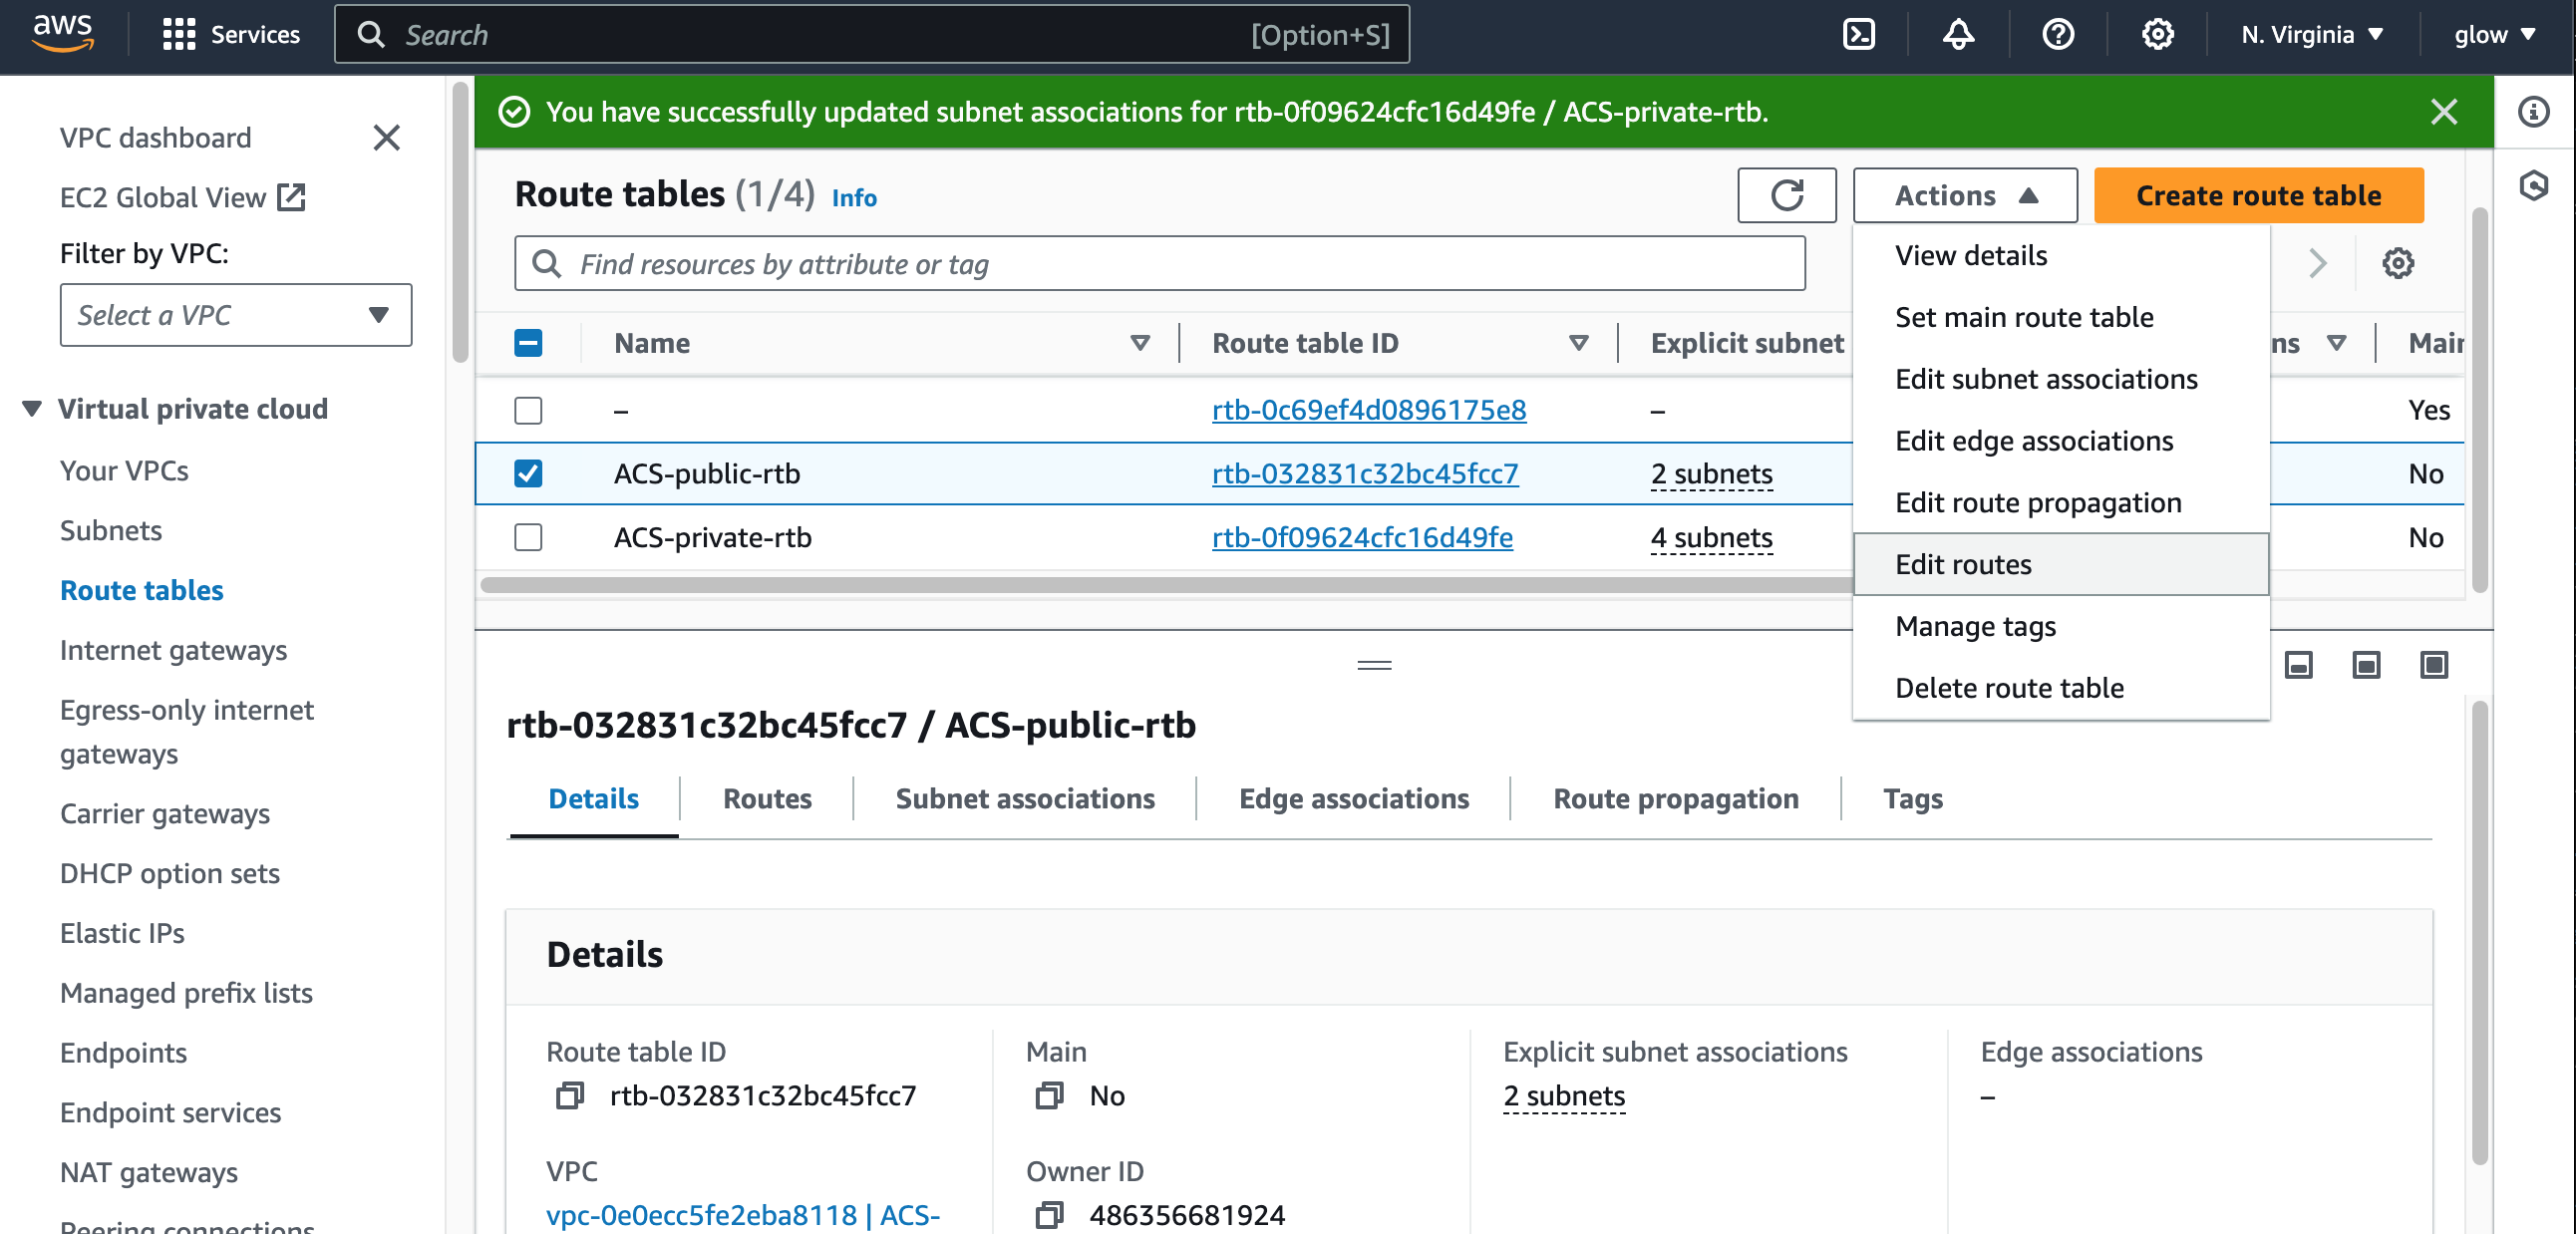 aws
Services
Search [Option+S]
N. Virginia
glow
VPC dashboard
EC2 Global View
Filter by VPC:
Select a VPC
Virtual private cloud
Your VPCs
Subnets
Route tables
Internet gateways
Egress-only internet
gateways
Carrier gateways
DHCP option sets
Elastic IPs
Managed prefix lists
Endpoints
Endpoint services
NAT gateways
Peering connections
You have successfully updated subnet associations for rtb-0f09624cfc16d49fe / ACS-private-rtb.
Route tables (1/4) Info
Actions
Create route table
Find resources by attribute or tag
View details
Set main route table
Edit subnet associations
Edit edge associations
Edit route propagation
Edit routes
Manage tags
Delete route table
Name Route table ID Explicit subnet ns Main
– rtb-0c69ef4d0896175e8 – Yes
ACS-public-rtb rtb-032831c32bc45fcc7 2 subnets No
ACS-private-rtb rtb-0f09624cfc16d49fe 4 subnets No
rtb-032831c32bc45fcc7 / ACS-public-rtb
Details Routes Subnet associations Edge associations Route propagation Tags
Details
Route table ID
rtb-032831c32bc45fcc7
Main
No
Explicit subnet associations
2 subnets
Edge associations
–
VPC
vpc-0e0ecc5fe2eba8118 | ACS-
Owner ID
486356681924